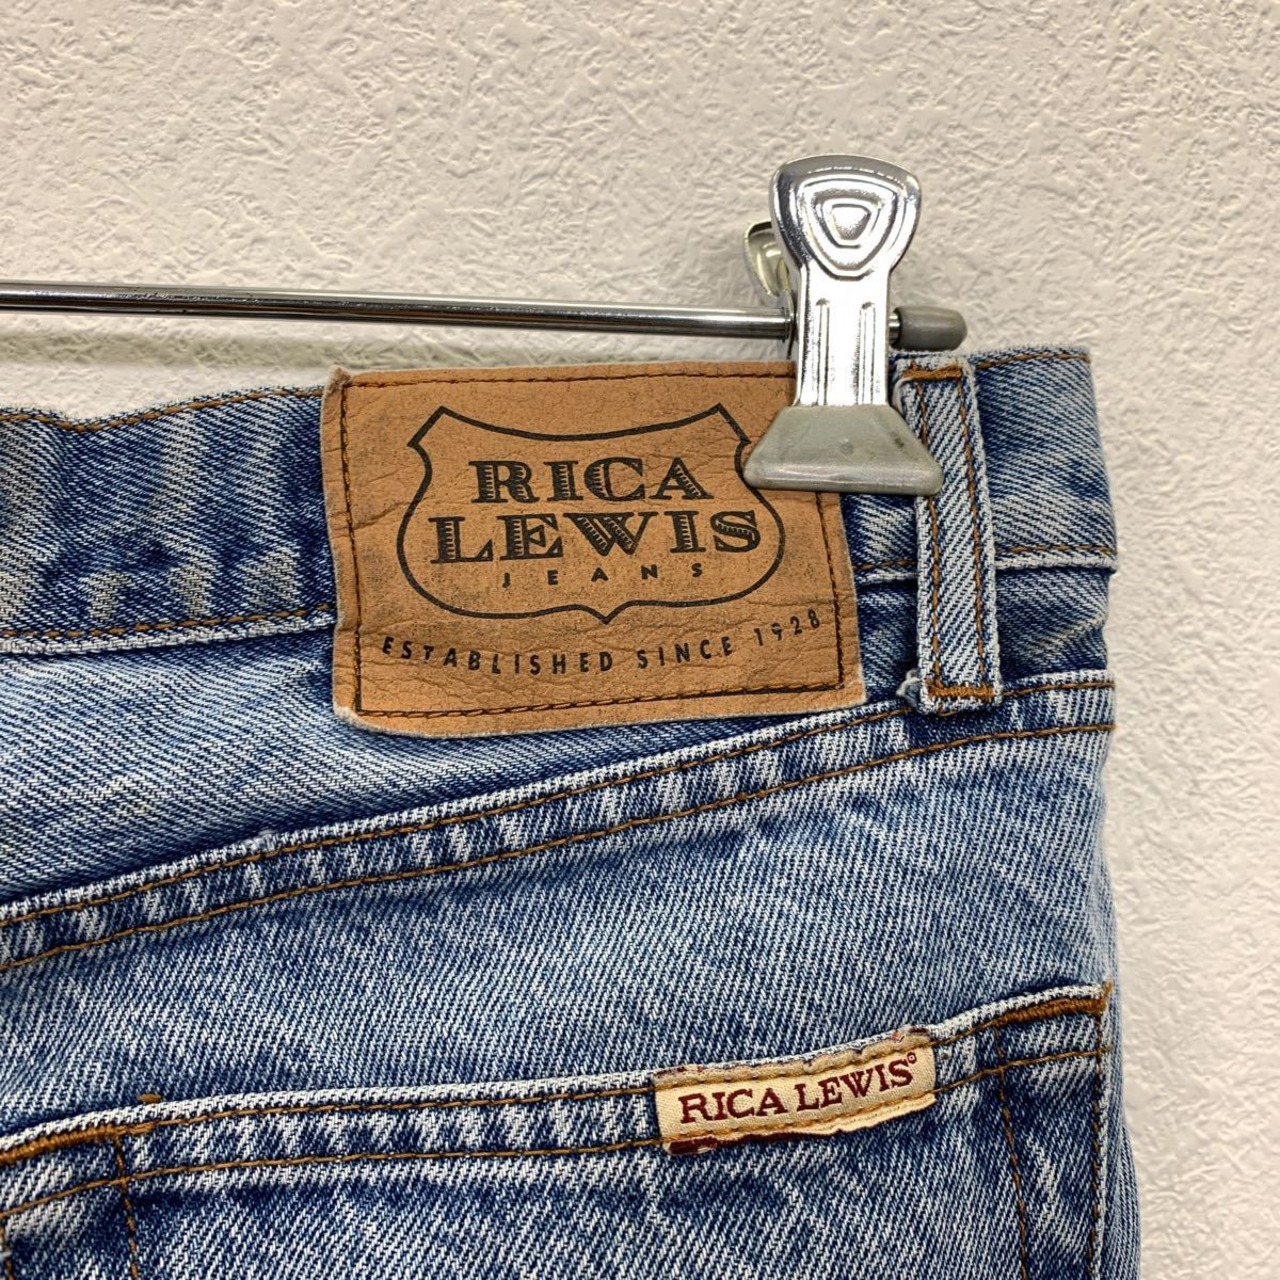 RICA
LEWIS
JEANS
ESTABLISHED SINCE 1928
RICA LEWIS®